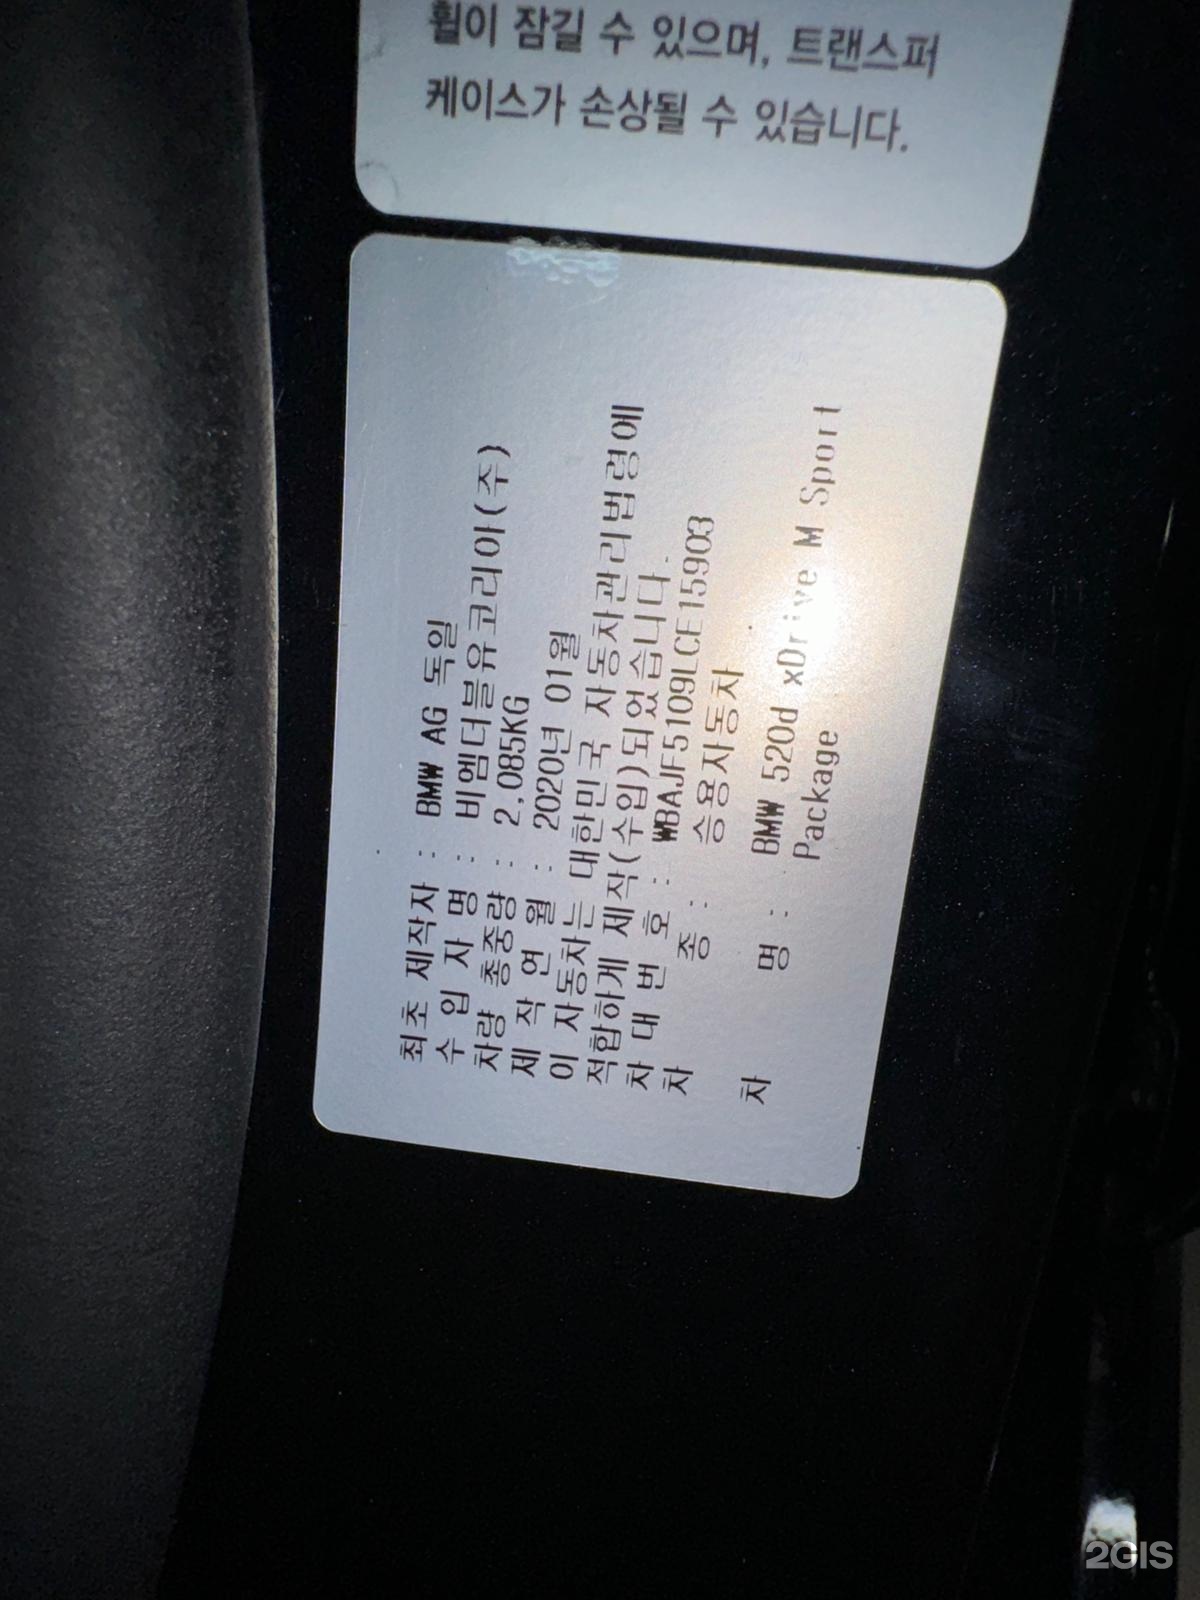 휠이 잠길 수 있으며, 트랜스퍼
케이스가 손상될 수 있습니다.
최초 제작자 : BMW AG 독일
수 입 자 명 : 비엠더블유코리아(주)
차량 총중량 : 2,085KG
제 작 연 월 : 2020년 01월
이 자동차는 대한민국 자동차관리법령에
적합하게 제작(수입)되었습니다.
차 대 번 호 : WBAJF5109LCE15903
차 종 : 승용자동차
차 명 : BMW 520d xDrive M Sport
Package
2GIS